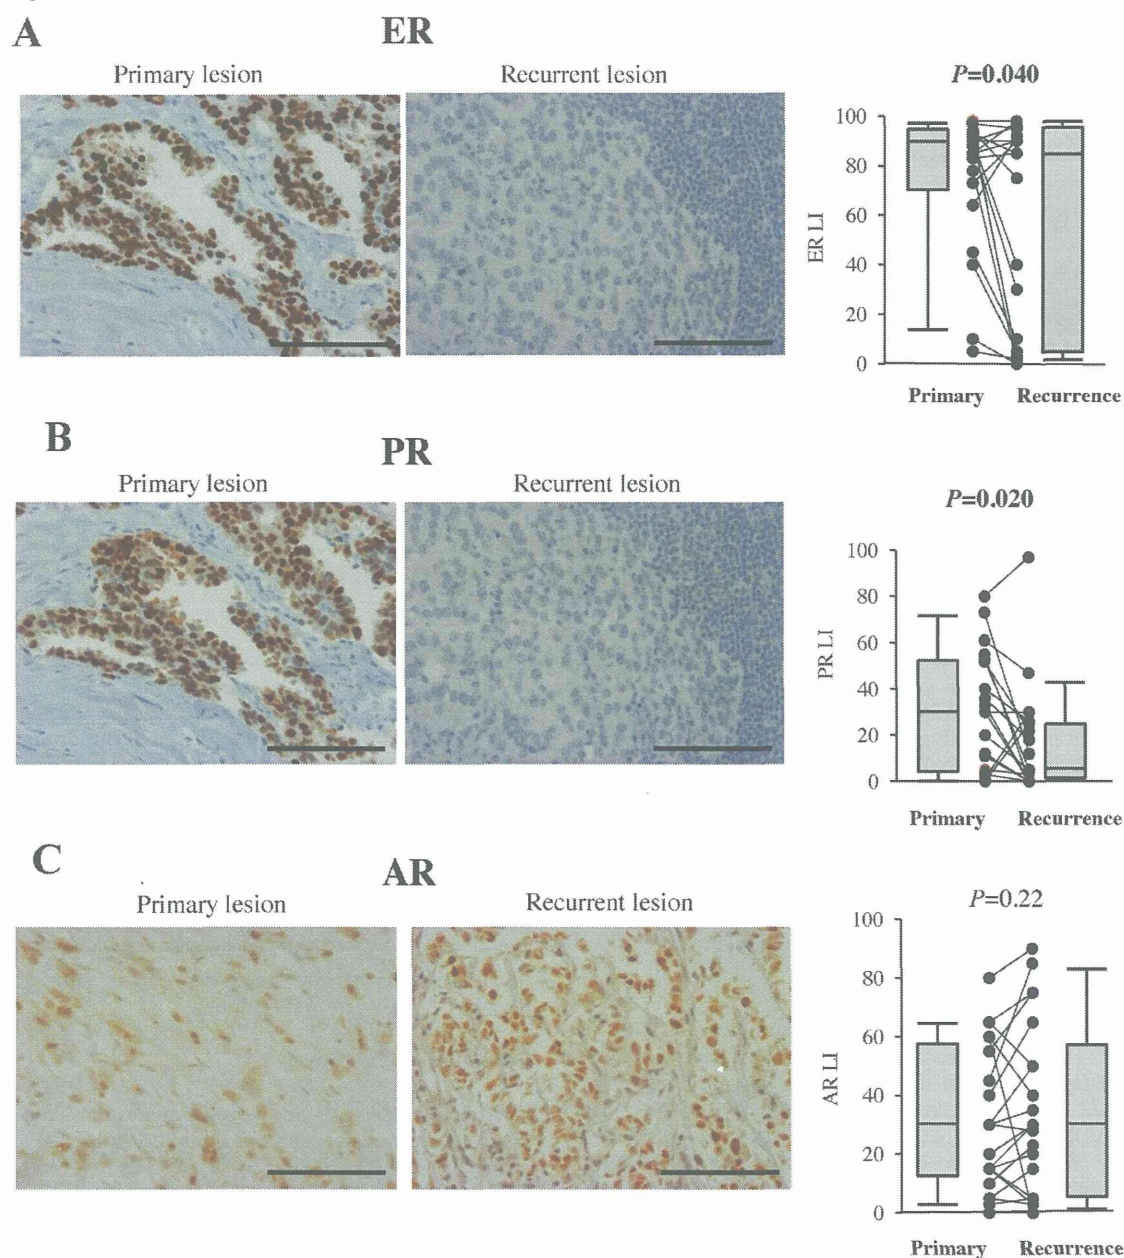 A
ER
Primary lesion
Recurrent lesion
P=0.040
ER LI
100
80
60
40
20
0
Primary
Recurrence
B
PR
Primary lesion
Recurrent lesion
P=0.020
PR LI
100
80
60
40
20
0
Primary
Recurrence
C
AR
Primary lesion
Recurrent lesion
P=0.22
AR LI
100
80
60
40
20
0
Primary
Recurrence